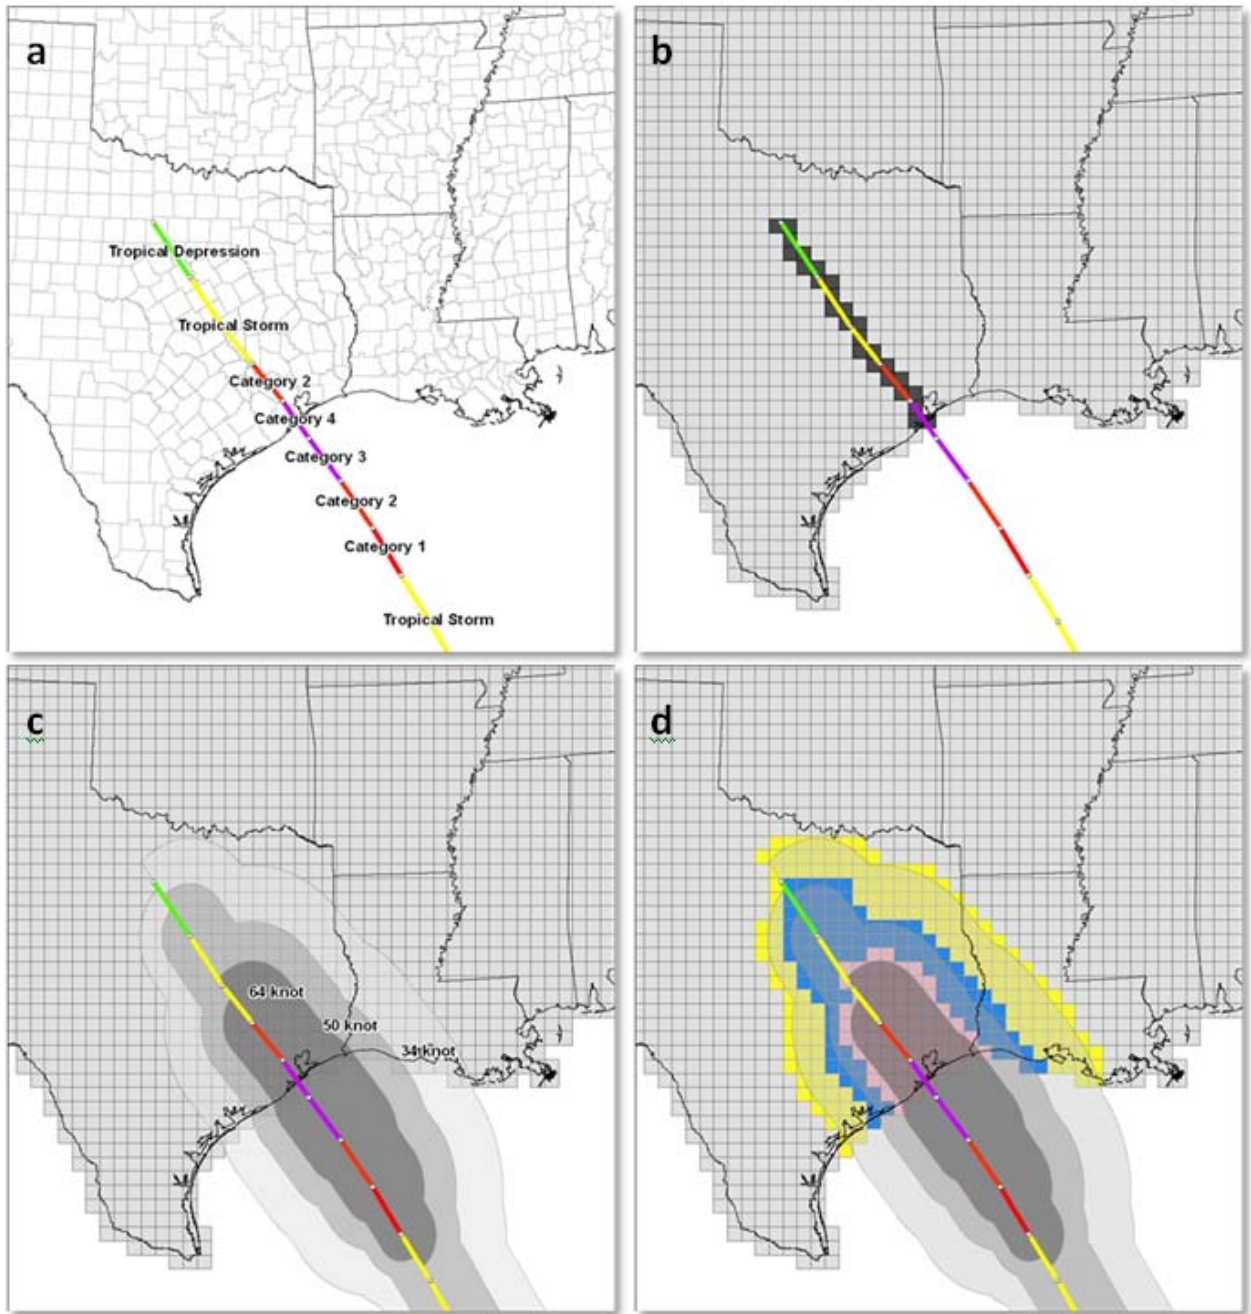 a
Tropical Depression
Tropical Storm
Category 2
Category 4
Category 3
Category 2
Category 1
Tropical Storm
b
c
64 knot
50 knot
34 knot
d